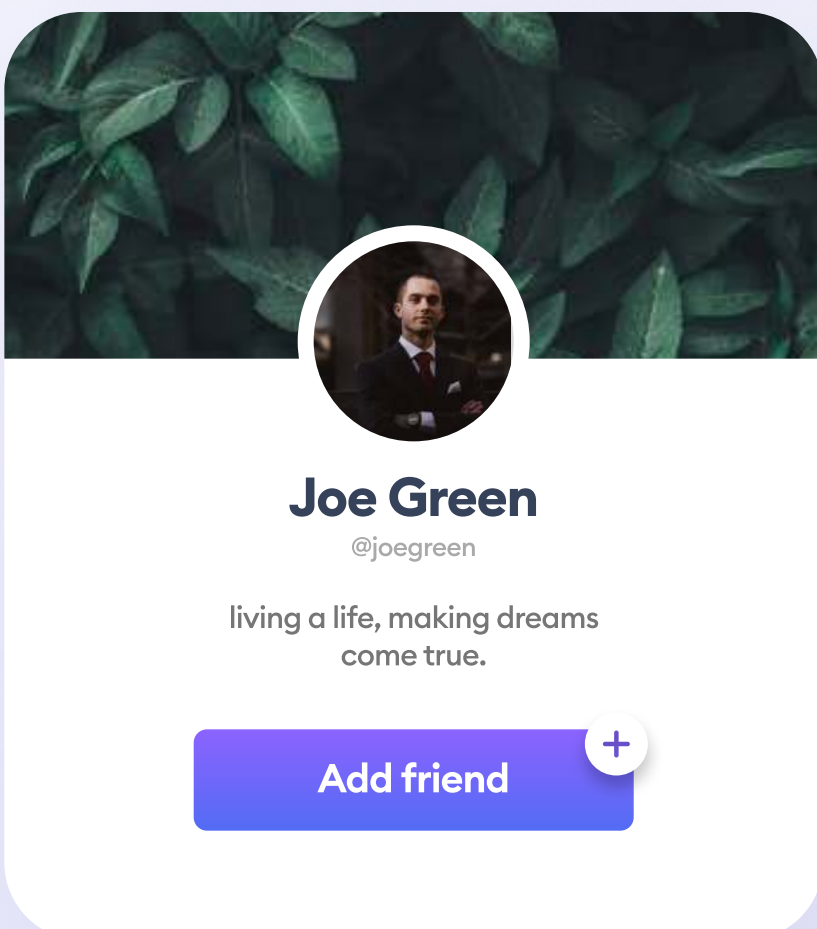 Joe Green
@joegreen
living a life, making dreams
come true.
Add friend
+